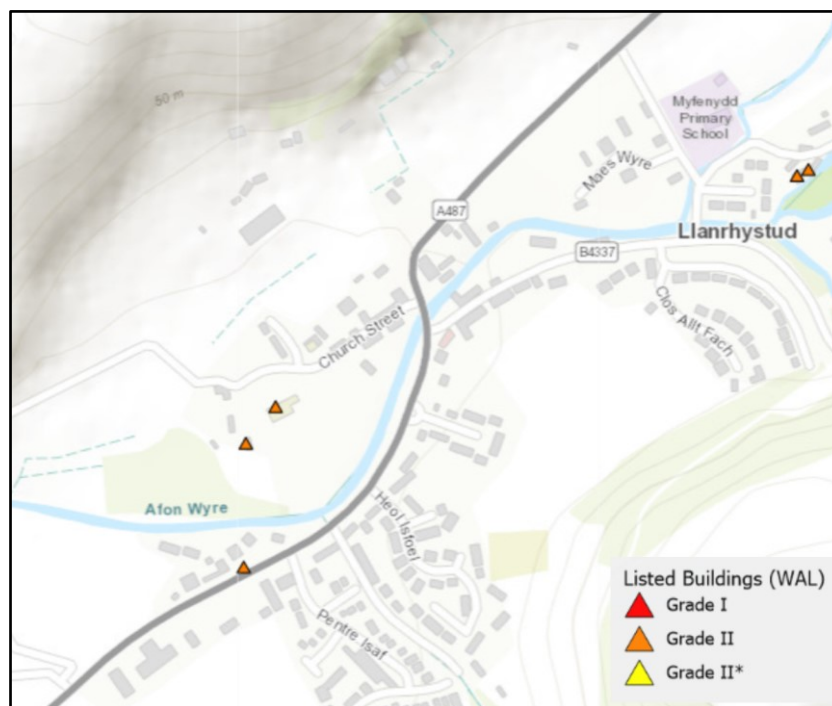 50 m
Myfenydd
Primary
School
Maes Wyre
A487
Llanrhystud
B4337
Church Street
Clos Allt Fach
Afon Wyre
Heol Isfoel
Pentre Isaf
Listed Buildings (WAL)
Grade I
Grade II
Grade II*